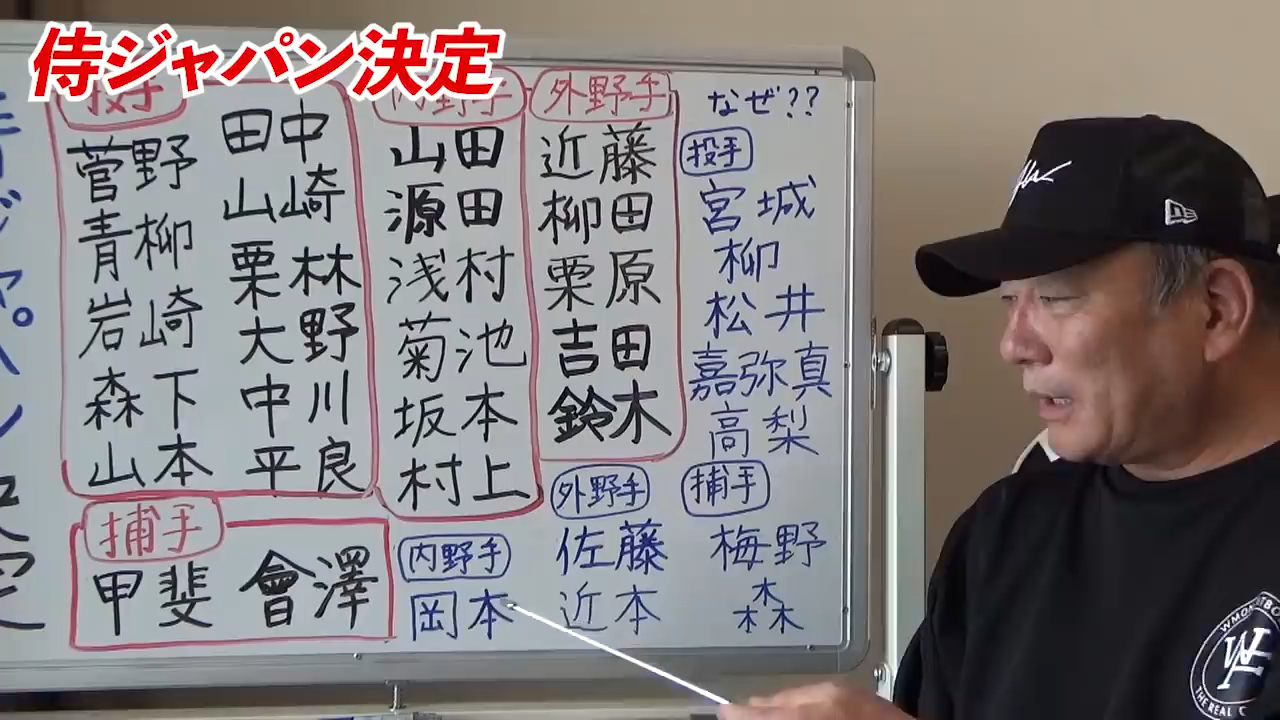 侍ジャパン決定
投手
菅野
青柳
岩崎
森下
山本
田中
山崎
栗林
大野
中川
平良
捕手
甲斐 會澤
内野手
山田
源田
浅村
菊池
坂本
村上
外野手
近藤
柳田
栗原
吉田
鈴木
なぜ??
投手
宮城
柳
松井
嘉弥真
高梨
捕手
梅野
森
外野手
佐藤
近本
内野手
岡本
NE
THE REAL